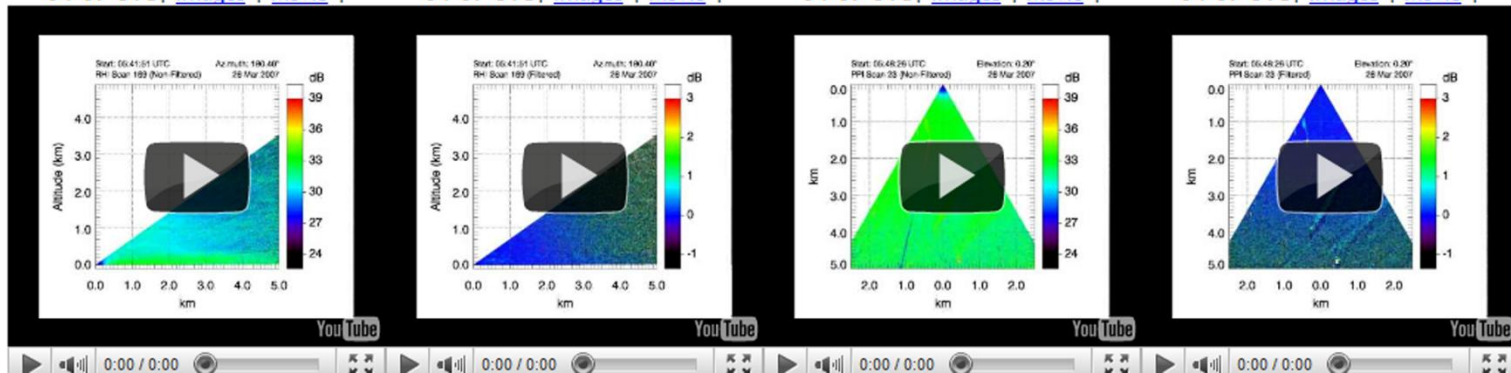 Start: 05:41:51 UTC Azimuth: 180.46°
RHI Scan 169 (Non-Filtered) 26 Mar 2007
dB
39
36
33
30
27
24
4.0
3.0
2.0
1.0
0.0
Altitude (km)
0.0 1.0 2.0 3.0 4.0 5.0
km
YouTube
0:00 / 0:00
Start: 05:41:51 UTC Azimuth: 180.46°
RHI Scan 169 (Filtered) 26 Mar 2007
dB
3
2
1
0
-1
4.0
3.0
2.0
1.0
0.0
Altitude (km)
0.0 1.0 2.0 3.0 4.0 5.0
km
YouTube
0:00 / 0:00
Start: 05:48:26 UTC Elevation: 0.20°
PPI Scan 23 (Non-Filtered) 26 Mar 2007
dB
39
36
33
30
27
24
0.0
1.0
2.0
3.0
4.0
5.0
km
2.0 1.0 0.0 1.0 2.0
km
YouTube
0:00 / 0:00
Start: 05:48:26 UTC Elevation: 0.20°
PPI Scan 23 (Filtered) 26 Mar 2007
dB
3
2
1
0
-1
0.0
1.0
2.0
3.0
4.0
5.0
km
2.0 1.0 0.0 1.0 2.0
km
YouTube
0:00 / 0:00